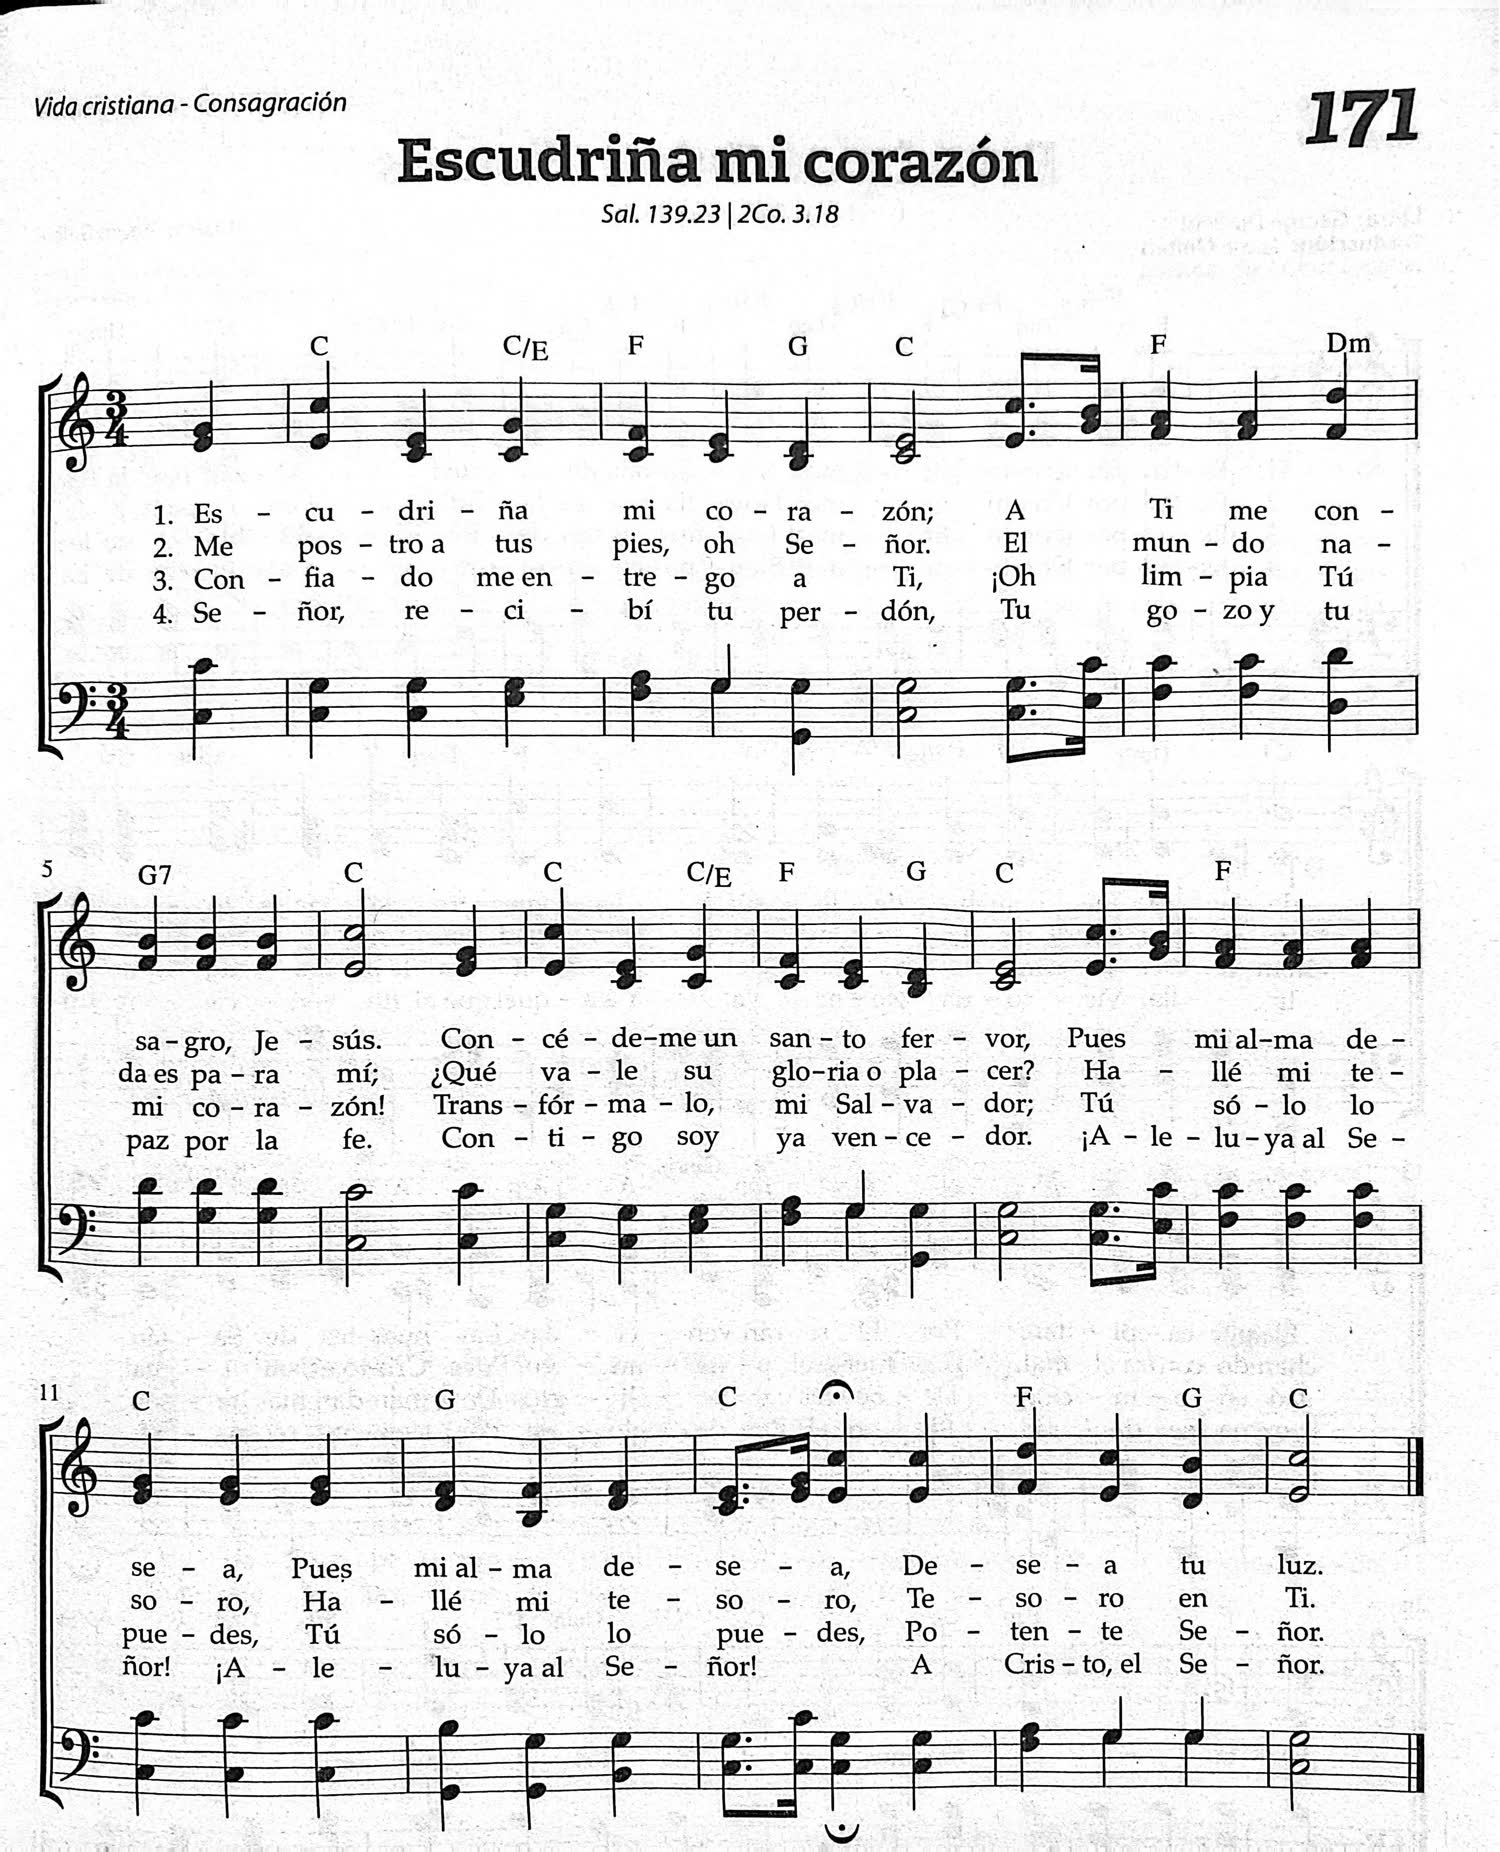 Vida cristiana - Consagración
171
Escudriña mi corazón
Sal. 139.23 | 2Co. 3.18
C C/E F G C F Dm
3 4
1. Es - cu - dri - ña mi co - ra - zón; A Ti me con -
2. Me pos - tro a tus pies, oh Se - ñor. El mun - do na -
3. Con - fia - do me en - tre - go a Ti, ¡Oh lim - pia Tú
4. Se - ñor, re - ci - bí tu per - dón, Tu go - zo y tu
3 4
5 G7 C C C/E F G C F
sa - gro, Je - sús. Con - cé - de - me un san - to fer - vor, Pues mi al - ma de -
da es pa - ra mí; ¿Qué va - le su glo - ria o pla - cer? Ha - llé mi te -
mi co - ra - zón! Trans - fór - ma - lo, mi Sal - va - dor; Tú só - lo lo
paz por la fe. Con - ti - go soy ya ven - ce - dor. ¡A - le - lu - ya al Se -
11 C G C F G C
se - a, Pues mi al - ma de - se - a, De - se - a tu luz.
so - ro, Ha - llé mi te - so - ro, Te - so - ro en Ti.
pue - des, Tú só - lo lo pue - des, Po - ten - te Se - ñor.
ñor! ¡A - le - lu - ya al Se - ñor! A Cris - to, el Se - ñor.